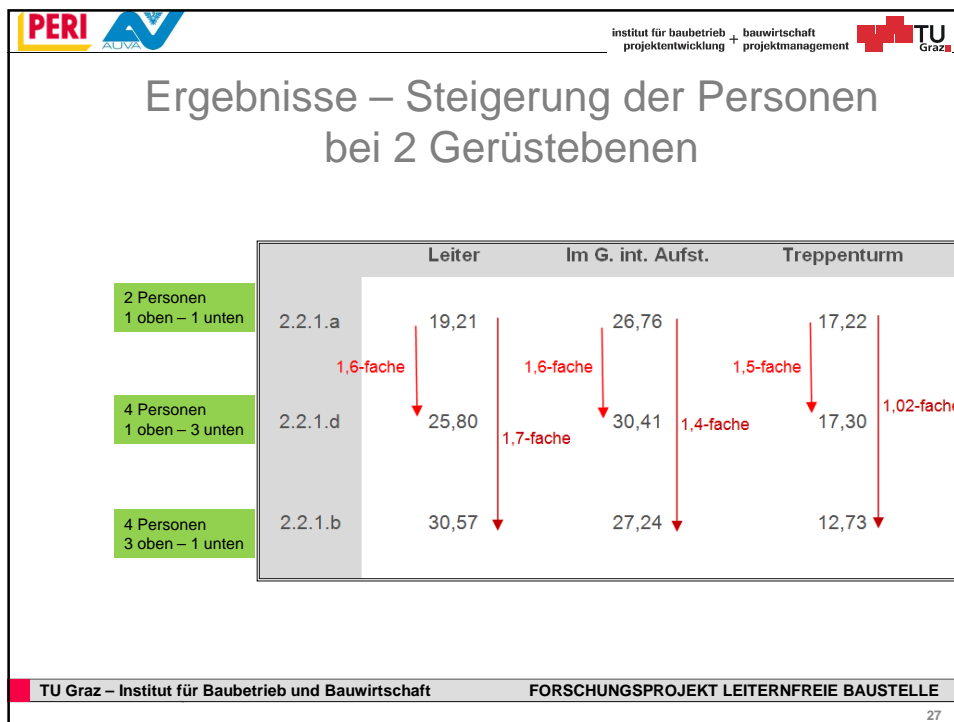 PERI
AUVA
institut für baubetrieb + bauwirtschaft
projektentwicklung projektmanagement
TU
Graz
Ergebnisse – Steigerung der Personen
bei 2 Gerüstebenen
Leiter Im G. int. Aufst. Treppenturm
2 Personen
1 oben – 1 unten
2.2.1.a 19,21 26,76 17,22
1,6-fache 1,6-fache 1,5-fache
4 Personen
1 oben – 3 unten
2.2.1.d 25,80 30,41 17,30
1,7-fache 1,4-fache 1,02-fache
4 Personen
3 oben – 1 unten
2.2.1.b 30,57 27,24 12,73
TU Graz – Institut für Baubetrieb und Bauwirtschaft FORSCHUNGSPROJEKT LEITERNFREIE BAUSTELLE
27